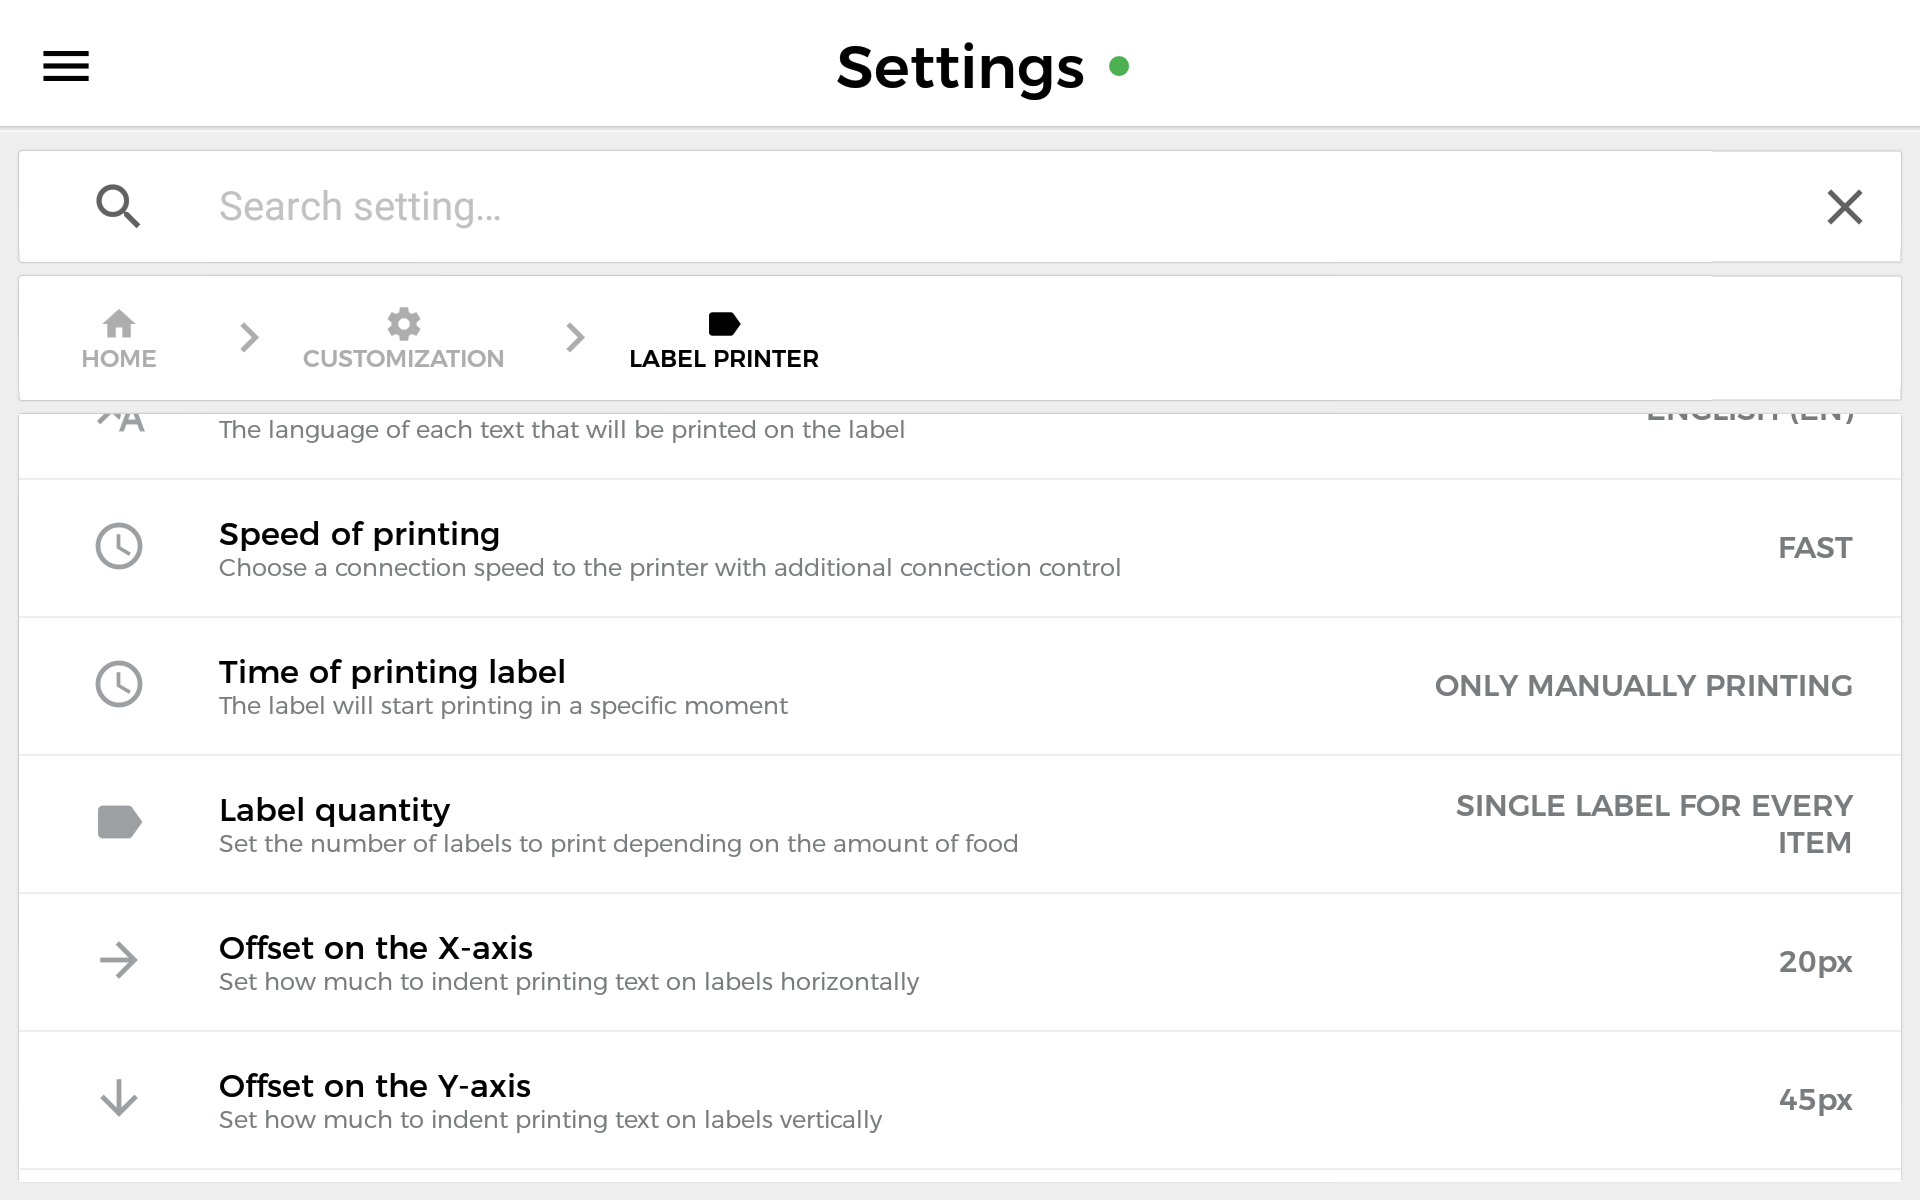 Settings
Search setting...
HOME
CUSTOMIZATION
LABEL PRINTER
ENGLISH (EN)
The language of each text that will be printed on the label
Speed of printing
Choose a connection speed to the printer with additional connection control
FAST
Time of printing label
The label will start printing in a specific moment
ONLY MANUALLY PRINTING
Label quantity
Set the number of labels to print depending on the amount of food
SINGLE LABEL FOR EVERY
ITEM
Offset on the X-axis
Set how much to indent printing text on labels horizontally
20px
Offset on the Y-axis
Set how much to indent printing text on labels vertically
45px